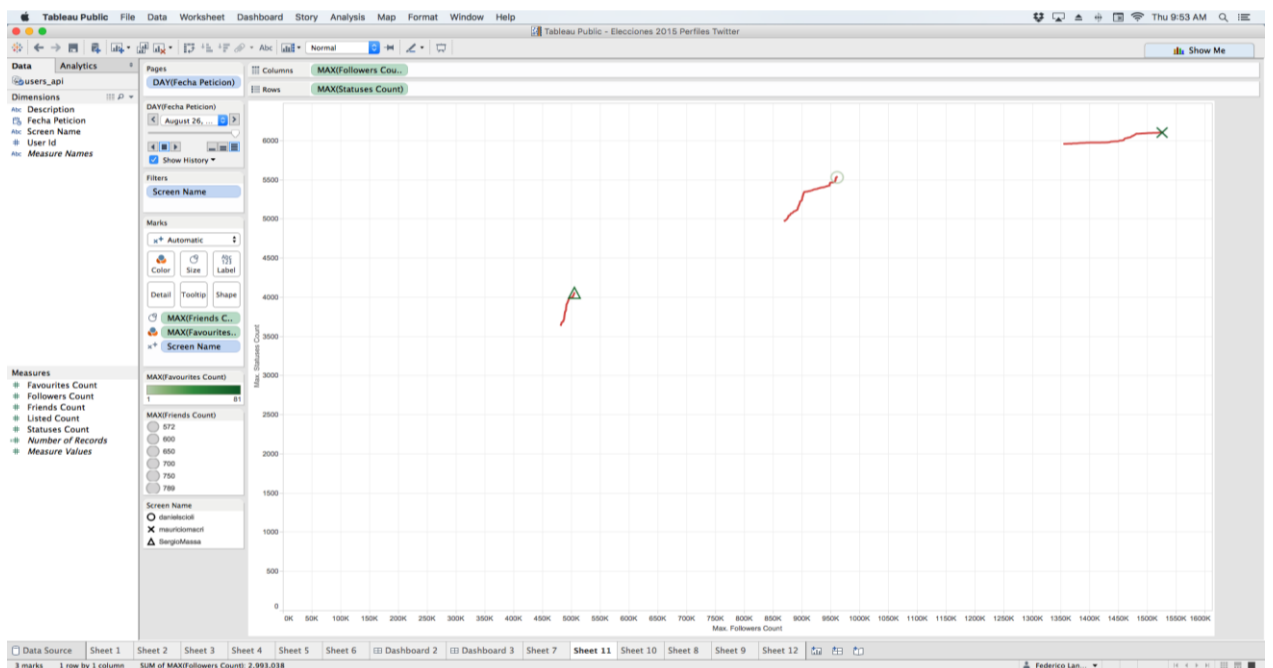 Tableau Public File Data Worksheet Dashboard Story Analysis Map Format Window Help Thu 9:53 AM
Tableau Public - Elecciones 2015 Perfiles Twitter
Abc Normal Show Me
Data Analytics
users_api
Dimensions
Abc Description
Fecha Peticion
Abc Screen Name
# User Id
Abc Measure Names
Measures
# Favourites Count
# Followers Count
# Friends Count
# Listed Count
# Statuses Count
# Number of Records
# Measure Values
Pages
DAY(Fecha Peticion)
DAY(Fecha Peticion)
August 26, ...
Show History
Filters
Screen Name
Marks
Automatic
Color Size Label
Detail Tooltip Shape
MAX(Friends C..
MAX(Favourites..
Screen Name
MAX(Favourites Count)
1 81
MAX(Friends Count)
572
600
650
700
750
789
Screen Name
danielscioli
mauriciomacri
SergioMassa
Columns MAX(Followers Cou..
Rows MAX(Statuses Count)
Max. Statuses Count
6000
5500
5000
4500
4000
3500
3000
2500
2000
1500
1000
500
0
0K 50K 100K 150K 200K 250K 300K 350K 400K 450K 500K 550K 600K 650K 700K 750K 800K 850K 900K 950K 1000K 1050K 1100K 1150K 1200K 1250K 1300K 1350K 1400K 1450K 1500K 1550K 1600K
Max. Followers Count
Data Source Sheet 1 Sheet 2 Sheet 3 Sheet 4 Sheet 5 Sheet 6 Dashboard 2 Dashboard 3 Sheet 7 Sheet 11 Sheet 10 Sheet 8 Sheet 9 Sheet 12
3 marks 1 row by 1 column SUM of MAX(Followers Count): 2,993,038 Federico Lan...